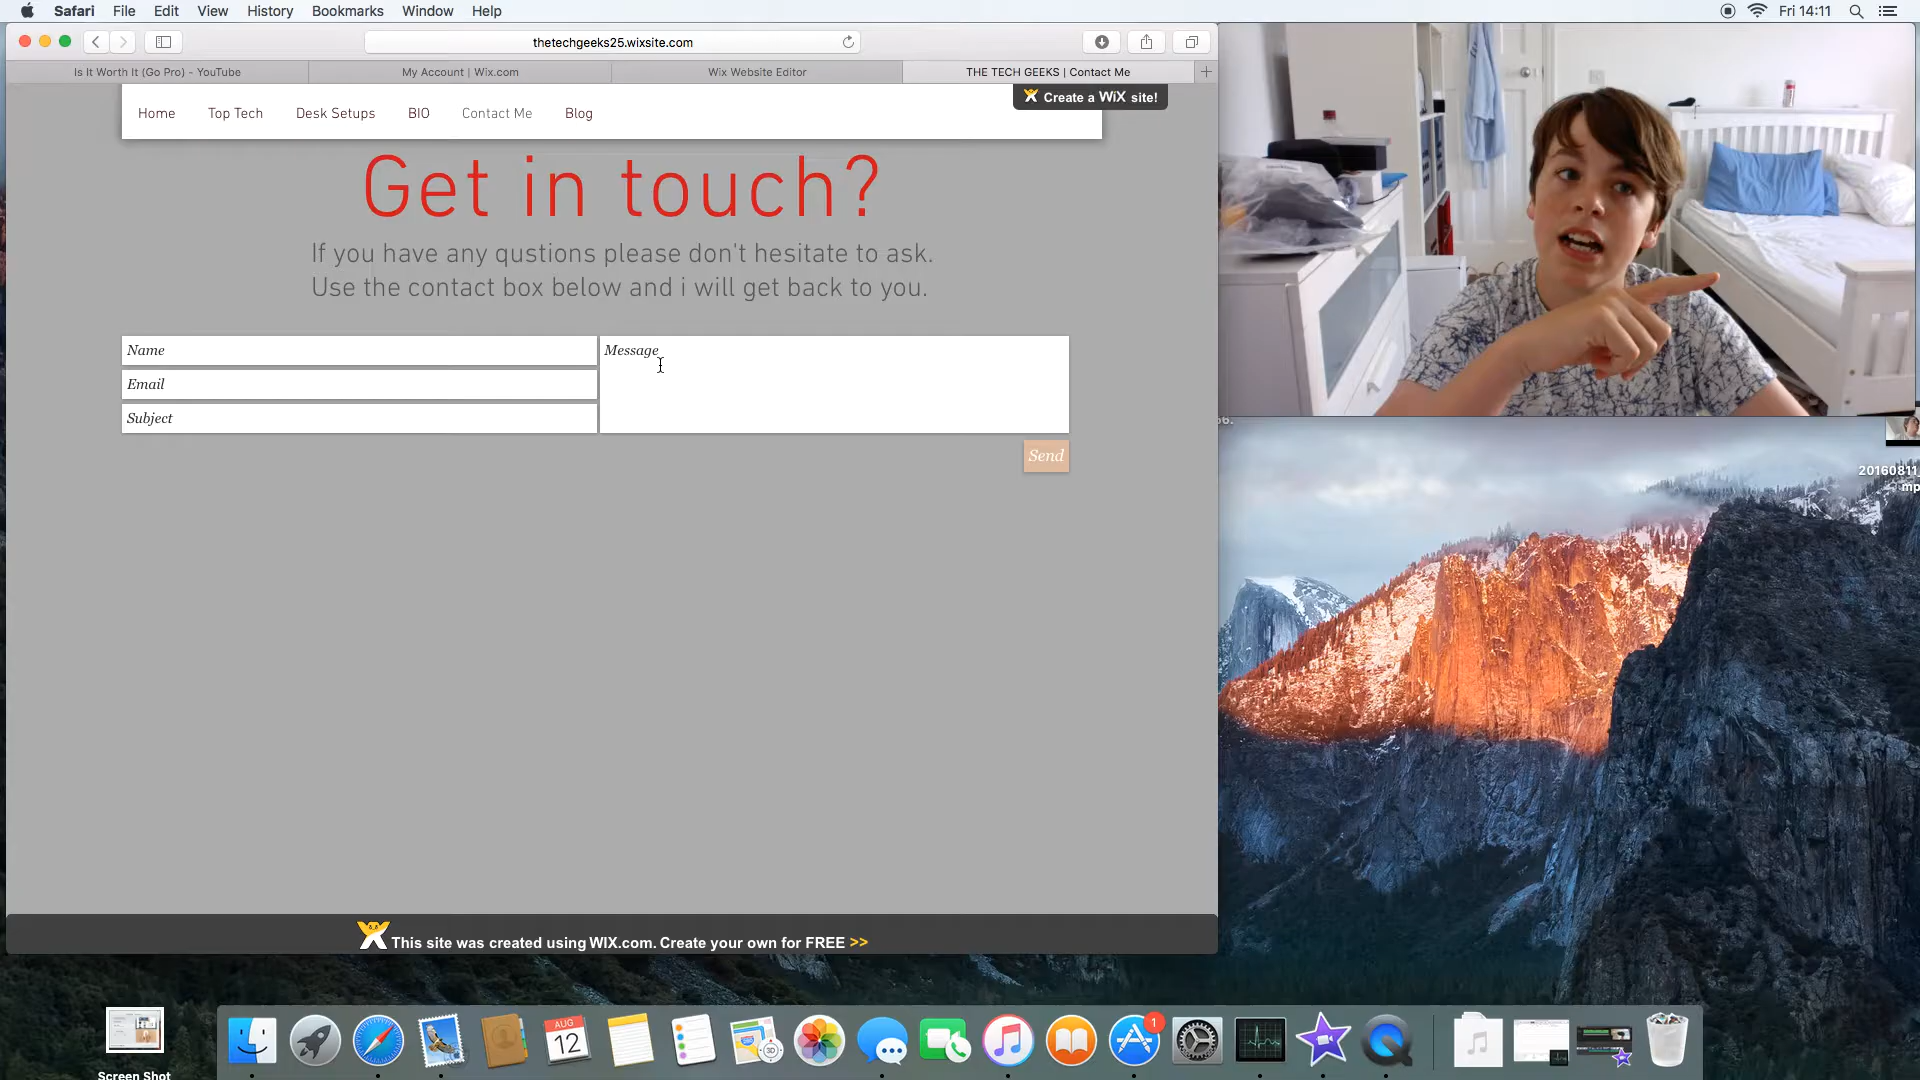 Safari File Edit View History Bookmarks Window Help
Fri 14:11
thetechgeeks25.wixsite.com
Is It Worth It (Go Pro) - YouTube
My Account | Wix.com
Wix Website Editor
THE TECH GEEKS | Contact Me
Home Top Tech Desk Setups BIO Contact Me Blog
Create a WiX site!
Get in touch?
If you have any qustions please don't hesitate to ask.
Use the contact box below and i will get back to you.
Name
Message
Email
Subject
Send
20160811
mp
This site was created using WIX.com. Create your own for FREE >>
AUG
12
3D
1
Screen Shot